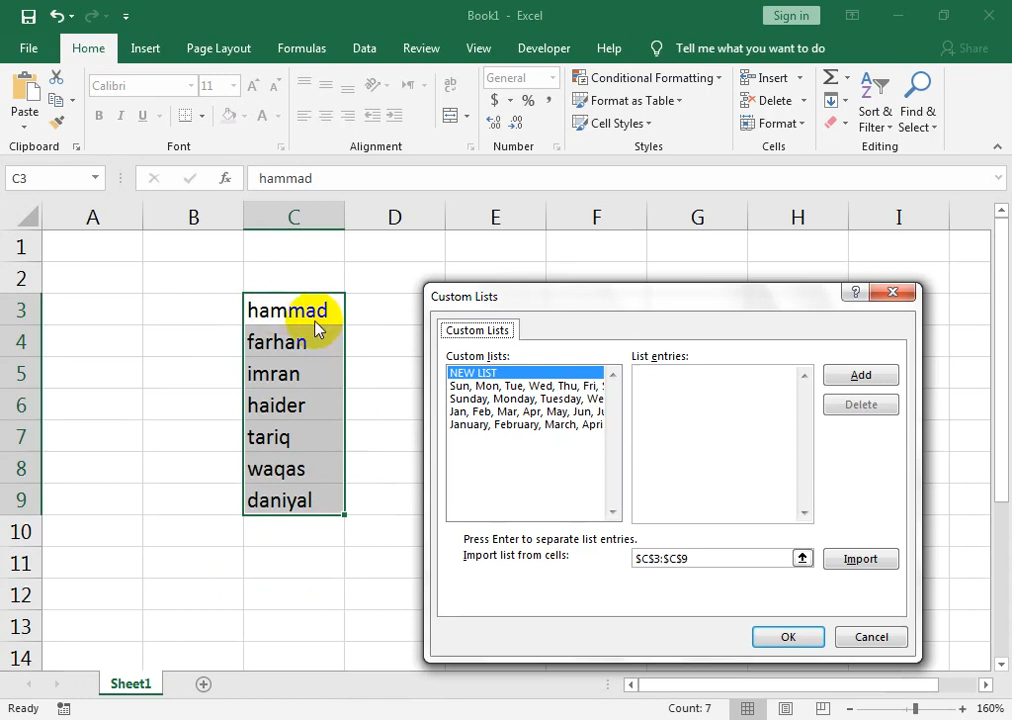 Book1 - Excel
Sign in
File Home Insert Page Layout Formulas Data Review View Developer Help Tell me what you want to do Share
Paste
Calibri 11
B I U
A A
General
$ % ,
Conditional Formatting
Format as Table
Cell Styles
Insert
Delete
Format
Sort & Filter
Find & Select
Clipboard Font Alignment Number Styles Cells Editing
C3 fx hammad
A B C D E F G H I
1
2
3 hammad
4 farhan
5 imran
6 haider
7 tariq
8 waqas
9 daniyal
10
11
12
13
14
Custom Lists
Custom Lists
Custom lists:
NEW LIST
Sun, Mon, Tue, Wed, Thu, Fri, S
Sunday, Monday, Tuesday, We
Jan, Feb, Mar, Apr, May, Jun, Ju
January, February, March, Apri
List entries:
Add
Delete
Press Enter to separate list entries.
Import list from cells: $C$3:$C$9 Import
OK Cancel
Sheet1
Ready Count: 7 160%